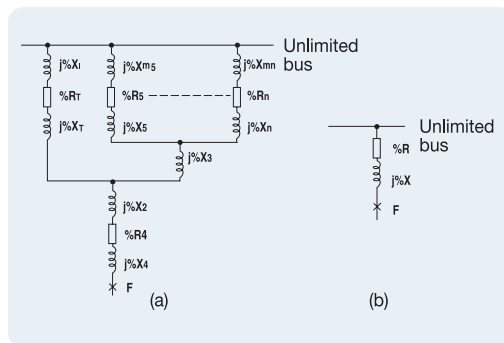 Unlimited
bus
j%Xl j%Xm5 j%Xmn
%RT %R5 %Rn
j%XT j%X5 j%Xn
j%X3
j%X2
%R4
j%X4
F
(a)
Unlimited
bus
%R
j%X
F
(b)